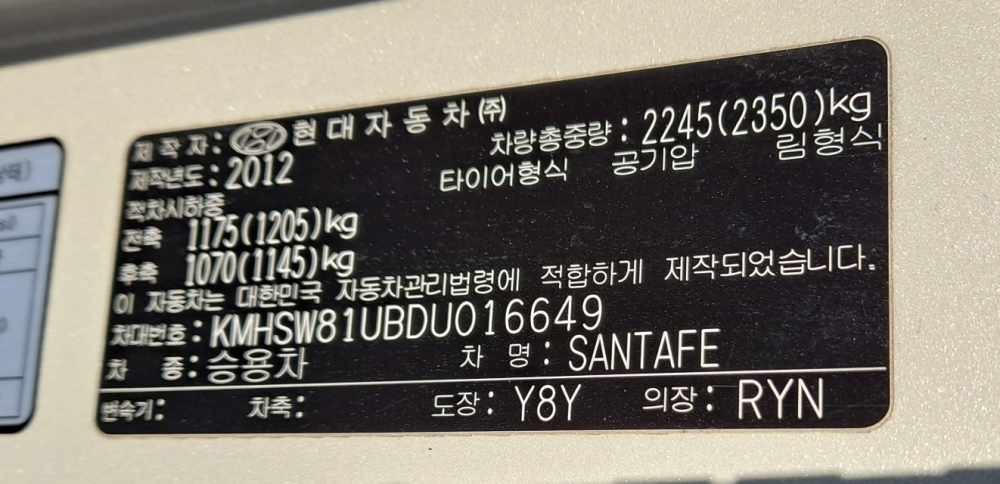 제작자: 현대자동차(주) 차량총중량: 2245(2350)kg
제작년도: 2012 타이어형식 공기압 림형식
적차시하중
전축 1175(1205)kg
후축 1070(1145)kg
이 자동차는 대한민국 자동차관리법령에 적합하게 제작되었습니다.
차대번호: KMHSW81UBDU016649
차 종: 승용차 차 명: SANTAFE
변속기: 차축: 도장: Y8Y 의장: RYN